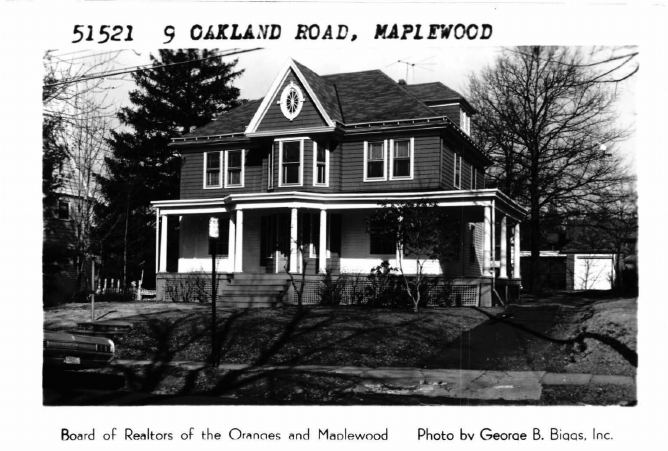 51521 9 OAKLAND ROAD, MAPLEWOOD
Board of Realtors of the Oranges and Maplewood Photo by George B. Biggs, Inc.